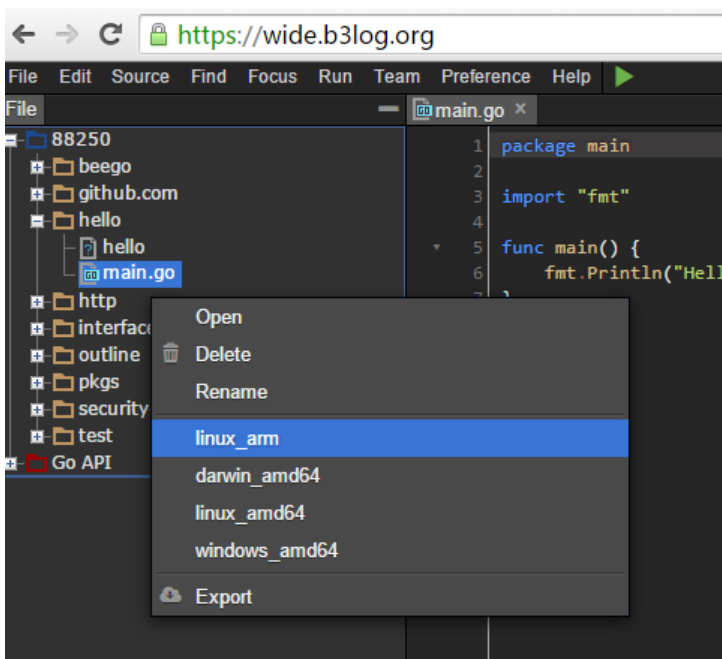 https://wide.b3log.org
File Edit Source Find Focus Run Team Preference Help
File
main.go ×
88250
beego
github.com
hello
hello
main.go
http
interface
outline
pkgs
security
test
Go API
1 package main
2
3 import "fmt"
4
5 func main() {
6 fmt.Println("Hell
7 }
Open
Delete
Rename
linux_arm
darwin_amd64
linux_amd64
windows_amd64
Export